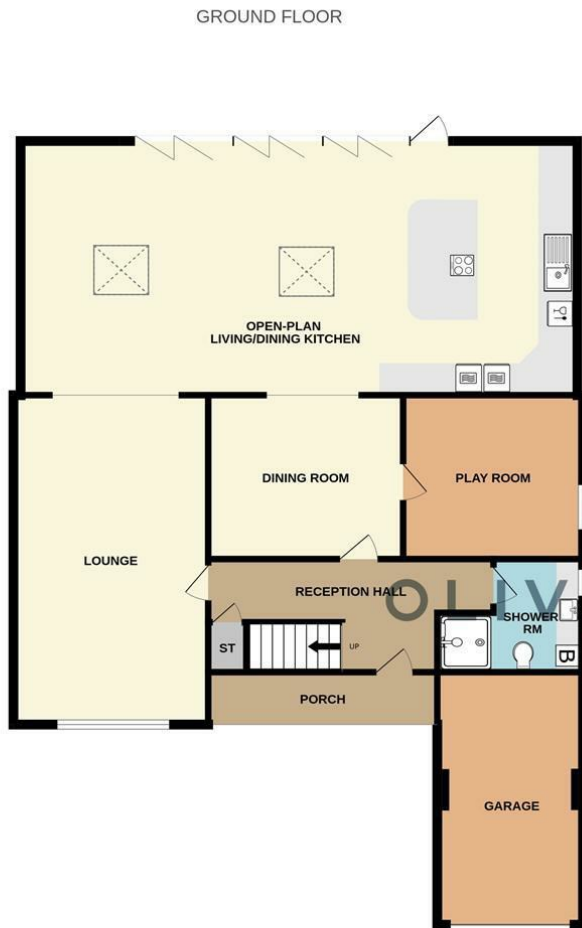 GROUND FLOOR
OPEN-PLAN
LIVING/DINING KITCHEN
DINING ROOM
PLAY ROOM
LOUNGE
RECEPTION HALL
OLIV
SHOWER
RM
ST
UP
B
PORCH
GARAGE